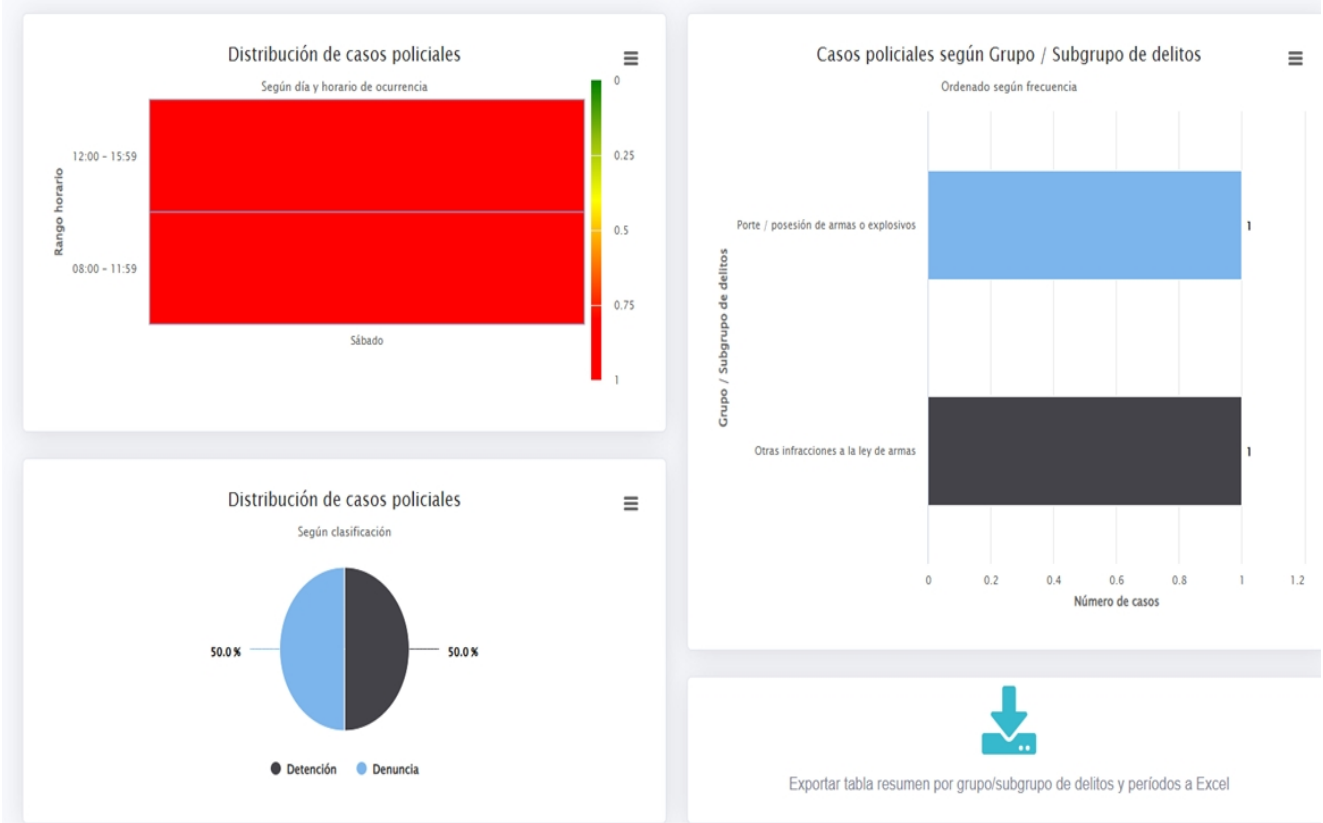 Distribución de casos policiales
Según día y horario de ocurrencia
Rango horario
12:00 - 15:59
08:00 - 11:59
Sábado
0
0.25
0.5
0.75
1
Distribución de casos policiales
Según clasificación
50.0 %
50.0 %
Detención
Denuncia
Casos policiales según Grupo / Subgrupo de delitos
Ordenado según frecuencia
Grupo / Subgrupo de delitos
Porte / posesión de armas o explosivos
1
Otras infracciones a la ley de armas
1
0
0.2
0.4
0.6
0.8
1
1.2
Número de casos
Exportar tabla resumen por grupo/subgrupo de delitos y períodos a Excel